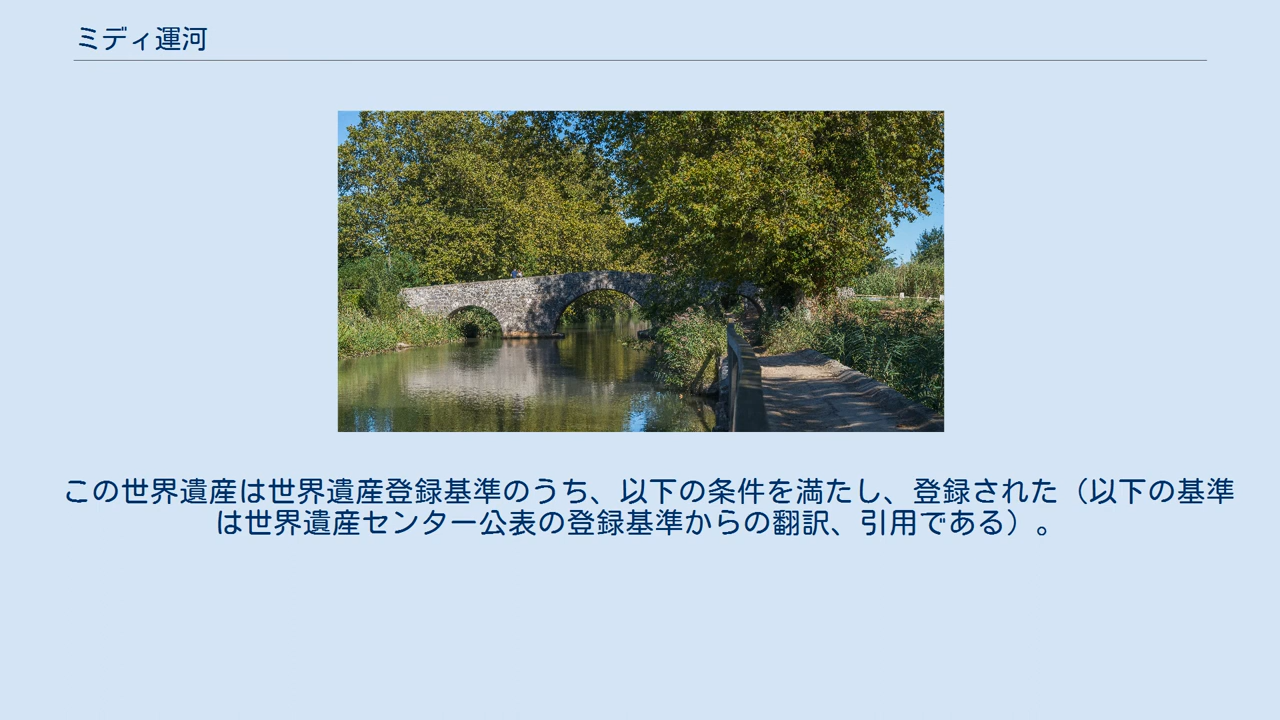 ミディ運河
この世界遺産は世界遺産登録基準のうち、以下の条件を満たし、登録された（以下の基準
は世界遺産センター公表の登録基準からの翻訳、引用である）。